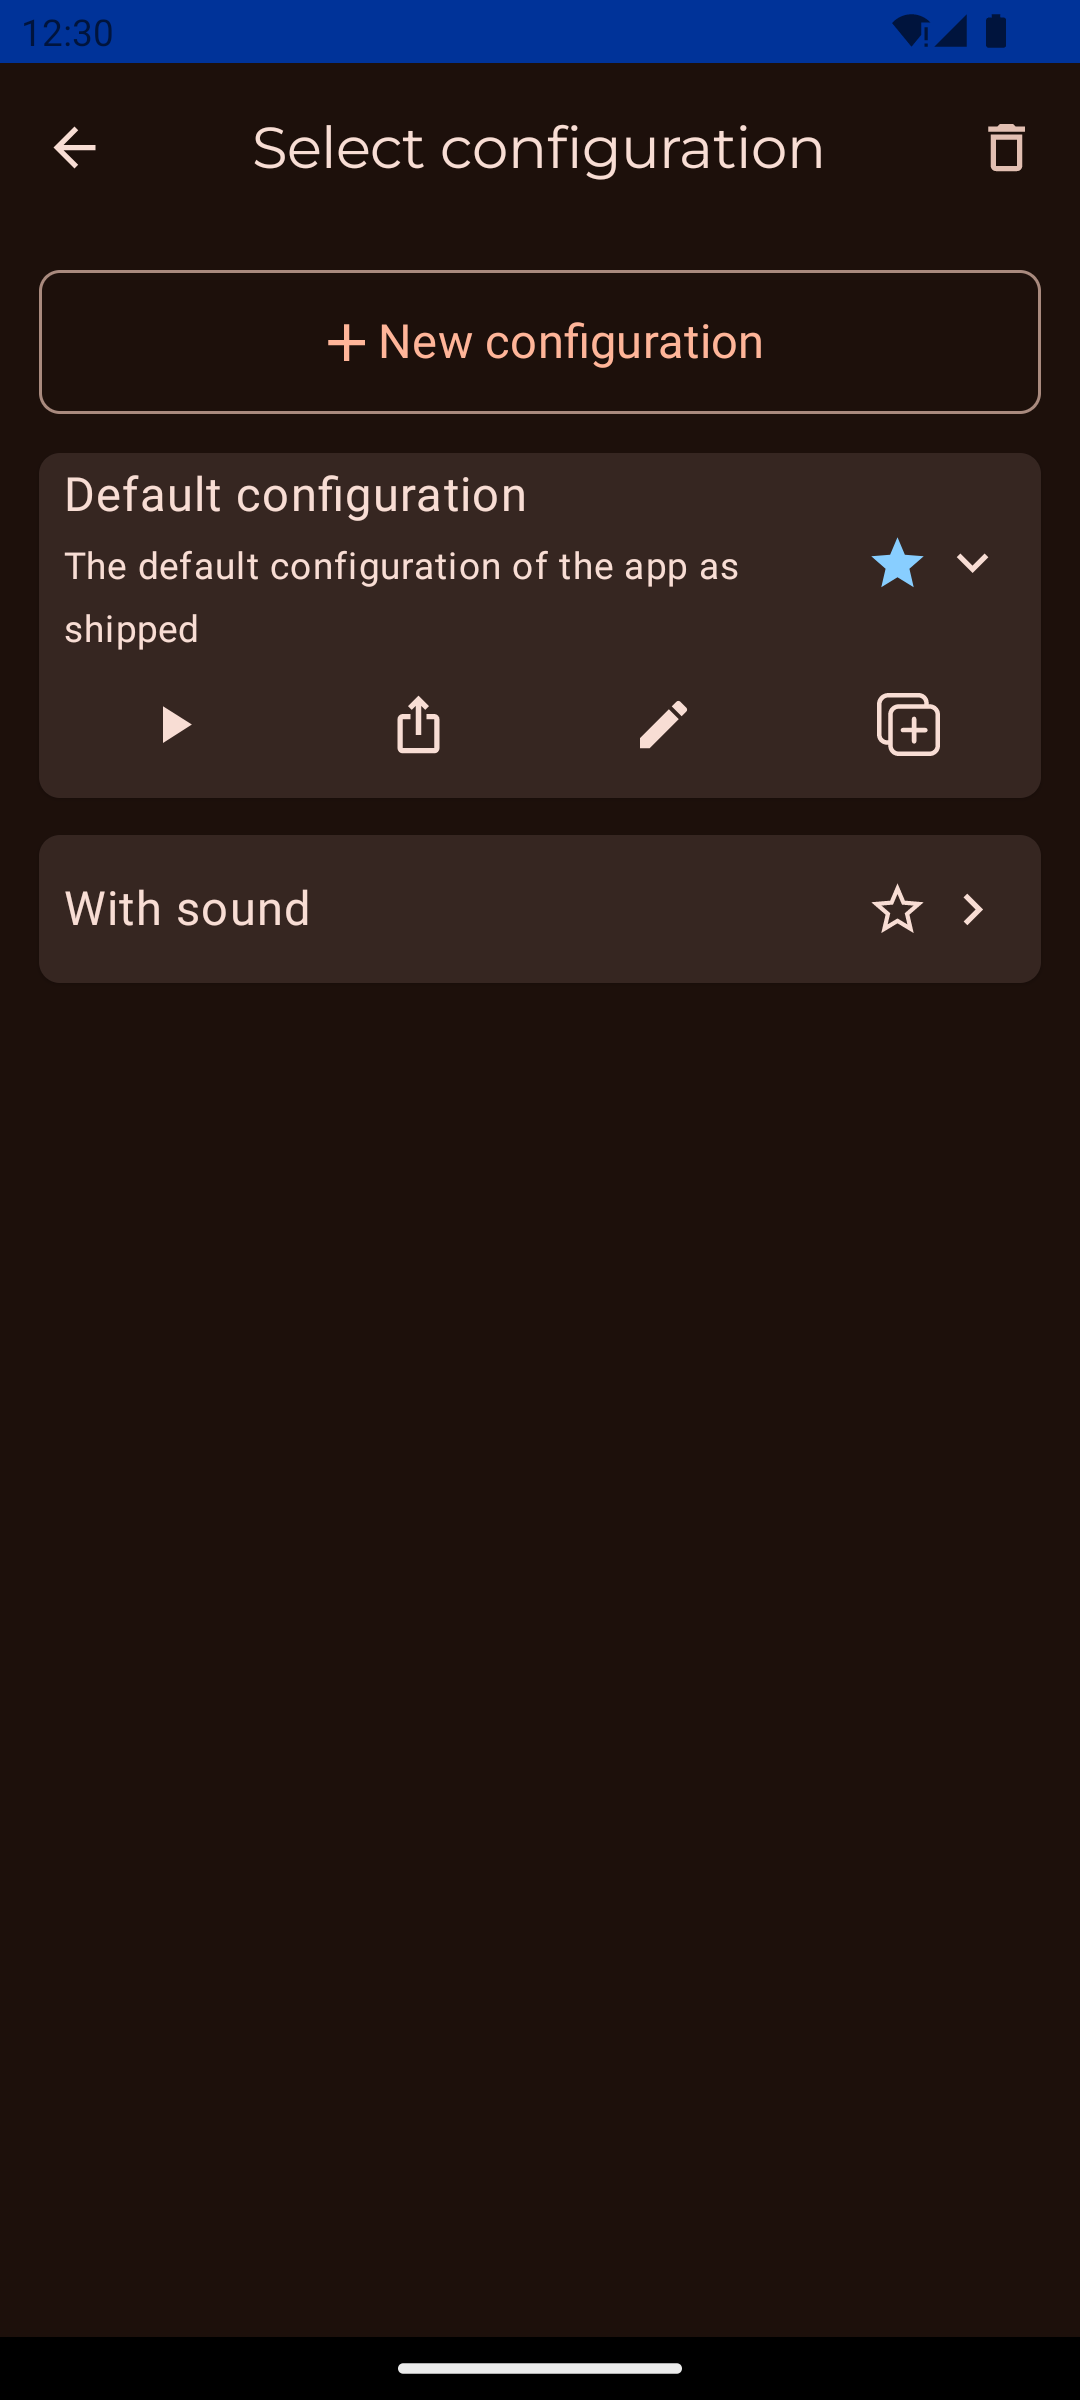 12:30
Select configuration
New configuration
Default configuration
The default configuration of the app as
shipped
With sound